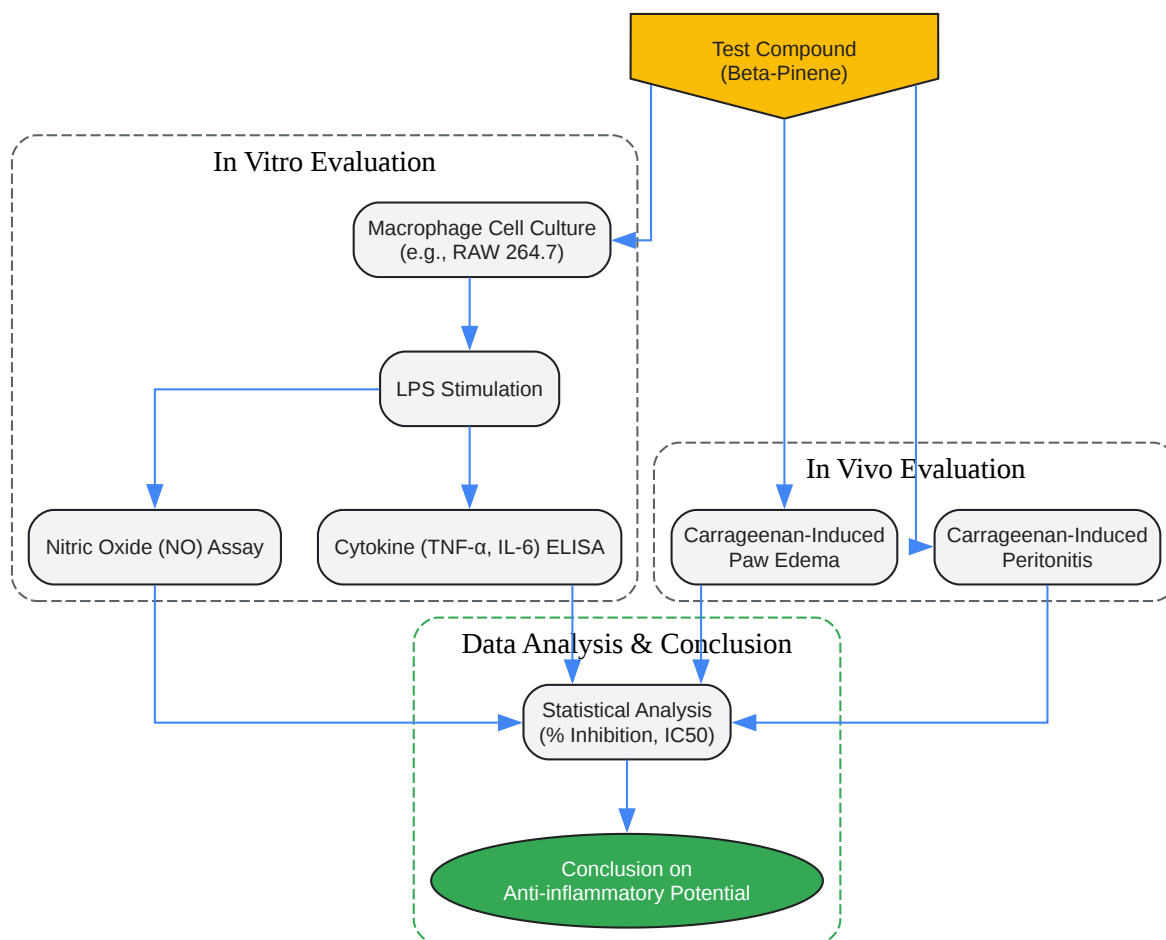 Test Compound
(Beta-Pinene)
In Vitro Evaluation
Macrophage Cell Culture
(e.g., RAW 264.7)
LPS Stimulation
Nitric Oxide (NO) Assay
Cytokine (TNF-α, IL-6) ELISA
In Vivo Evaluation
Carrageenan-Induced
Paw Edema
Carrageenan-Induced
Peritonitis
Data Analysis & Conclusion
Statistical Analysis
(% Inhibition, IC50)
Conclusion on
Anti-inflammatory Potential